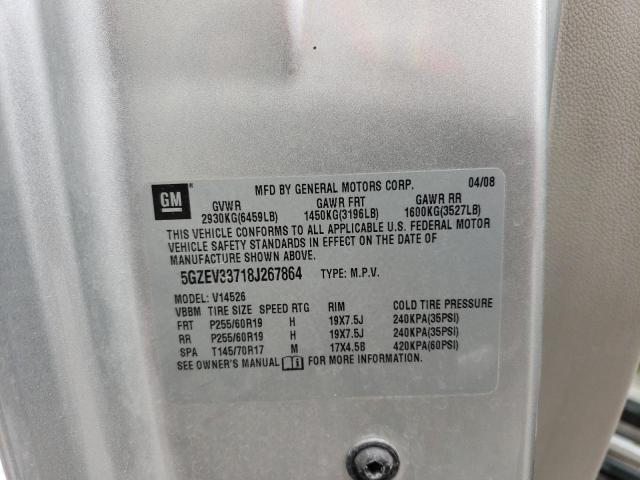 GM
MFD BY GENERAL MOTORS CORP. 04/08
GVWR GAWR FRT GAWR RR
2930KG(6459LB) 1450KG(3196LB) 1600KG(3527LB)
THIS VEHICLE CONFORMS TO ALL APPLICABLE U.S. FEDERAL MOTOR
VEHICLE SAFETY STANDARDS IN EFFECT ON THE DATE OF
MANUFACTURE SHOWN ABOVE.
5GZEV33718J267864 TYPE: M.P.V.
MODEL: V14526
VBBM TIRE SIZE SPEED RTG RIM COLD TIRE PRESSURE
FRT P255/60R19 H 19X7.5J 240KPA(35PSI)
RR P255/60R19 H 19X7.5J 240KPA(35PSI)
SPA T145/70R17 M 17X4.5B 420KPA(60PSI)
SEE OWNER'S MANUAL FOR MORE INFORMATION.